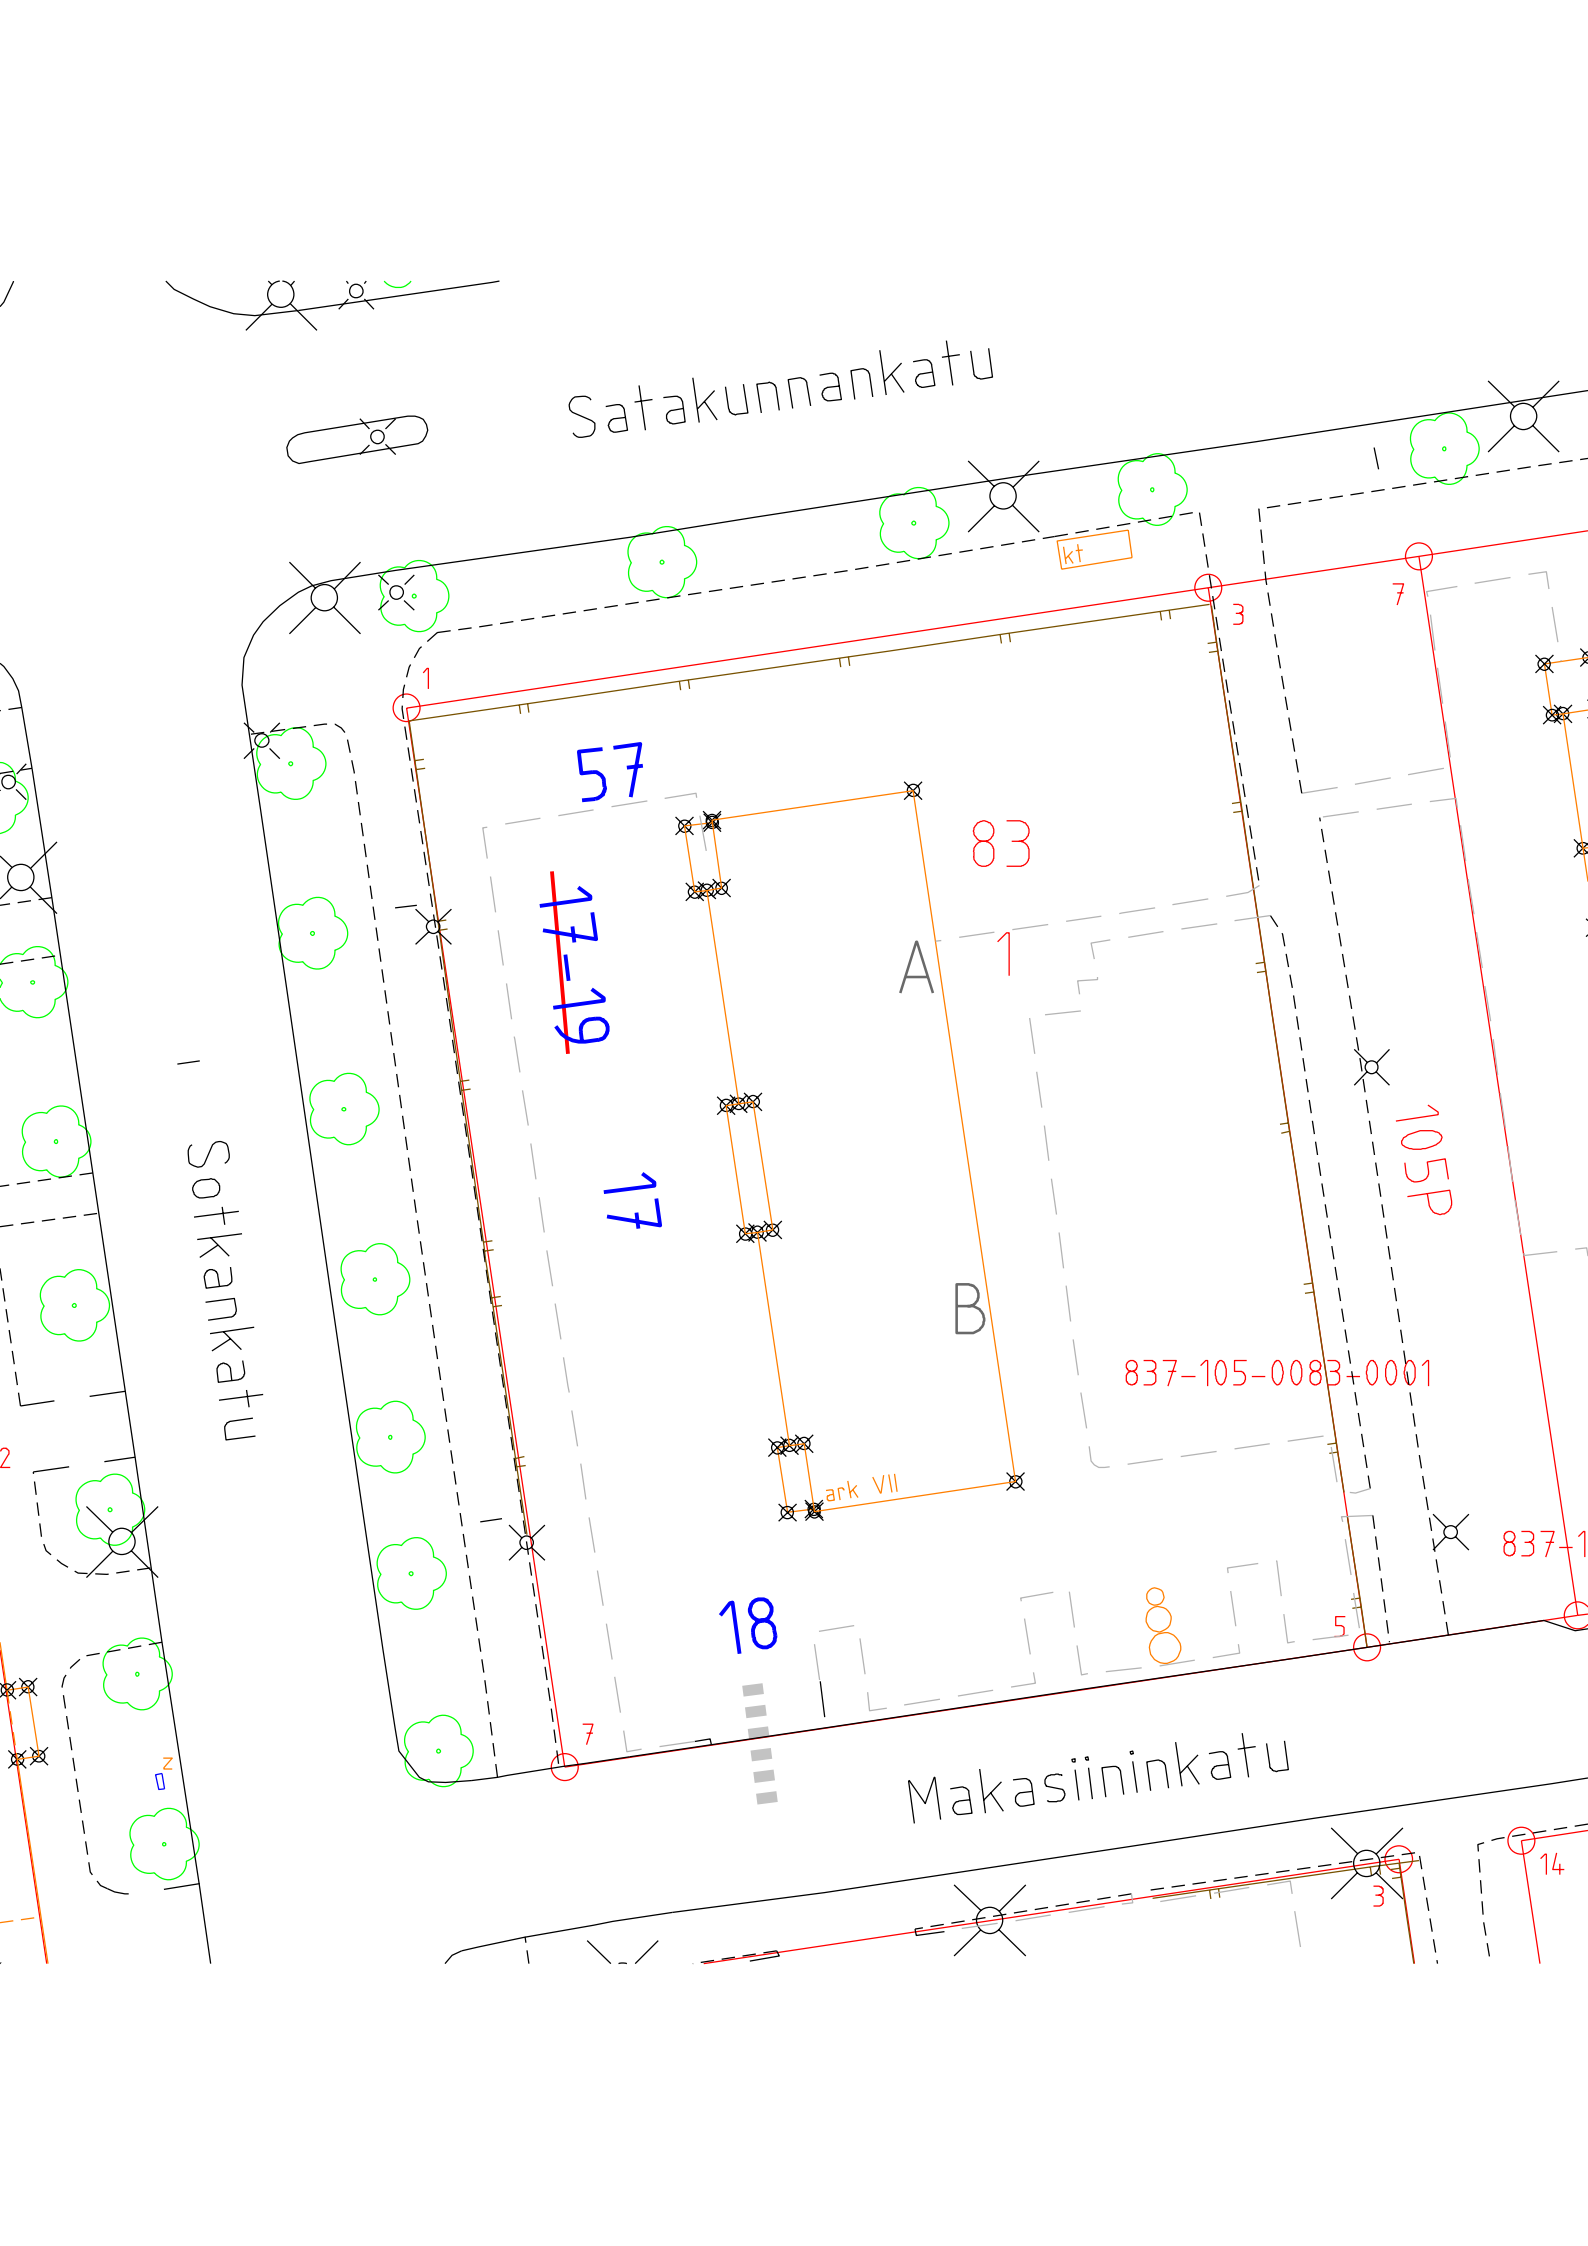 Satakunnankatu
kt
7
3
1
57
83
17-19
A
1
105P
Sotkankatu
17
B
837-105-0083-0001
2
ark VII
837-1
18
5
7
z
Makasiininkatu
14
3